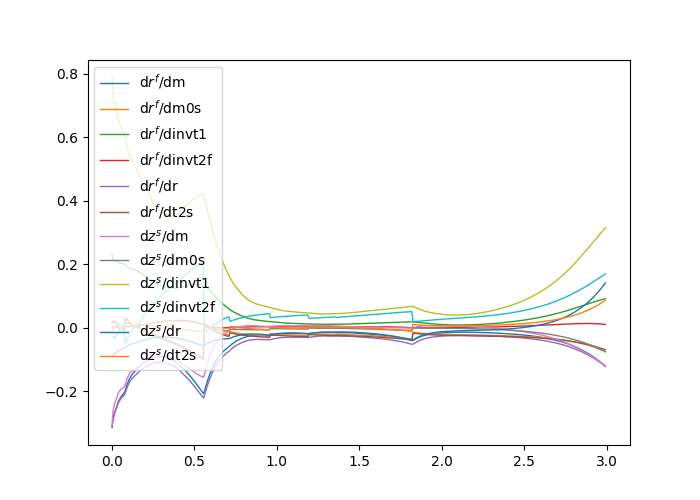 0.8
0.6
0.4
0.2
0.0
−0.2
0.0 0.5 1.0 1.5 2.0 2.5 3.0
dr^f/dm
dr^f/dm0s
dr^f/dinvt1
dr^f/dinvt2f
dr^f/dr
dr^f/dt2s
dz^s/dm
dz^s/dm0s
dz^s/dinvt1
dz^s/dinvt2f
dz^s/dr
dz^s/dt2s